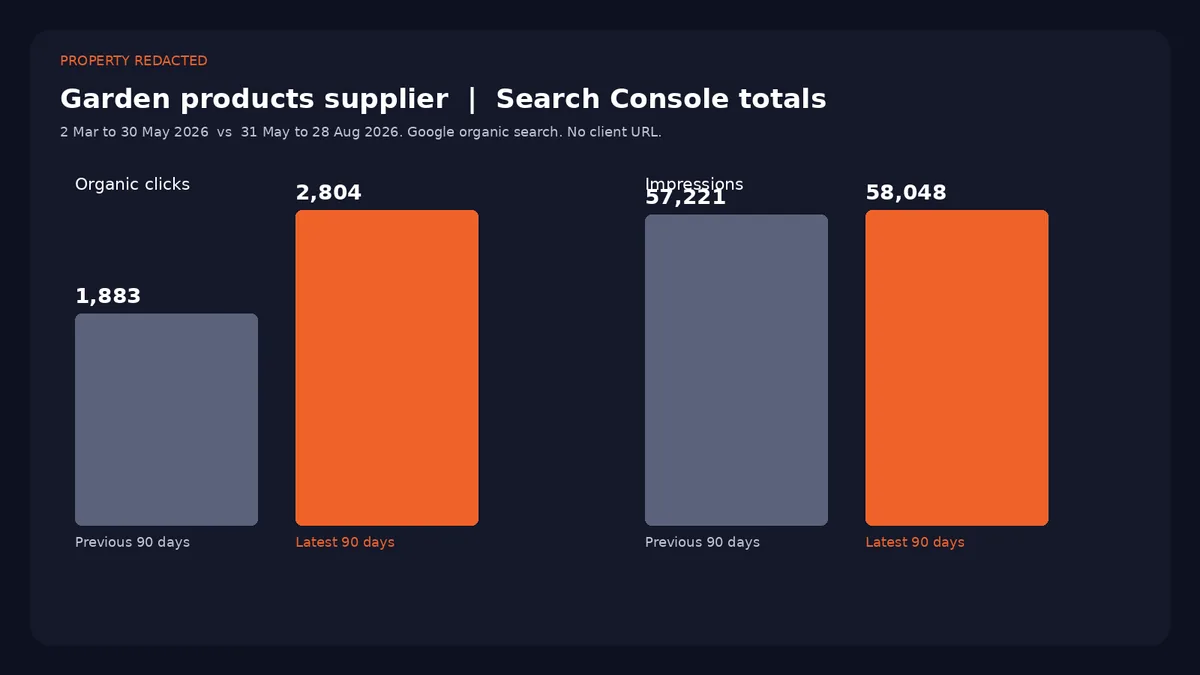 PROPERTY REDACTED
Garden products supplier | Search Console totals
2 Mar to 30 May 2026 vs 31 May to 28 Aug 2026. Google organic search. No client URL.
Organic clicks
1,883
2,804
Previous 90 days
Latest 90 days
Impressions
57,221
58,048
Previous 90 days
Latest 90 days